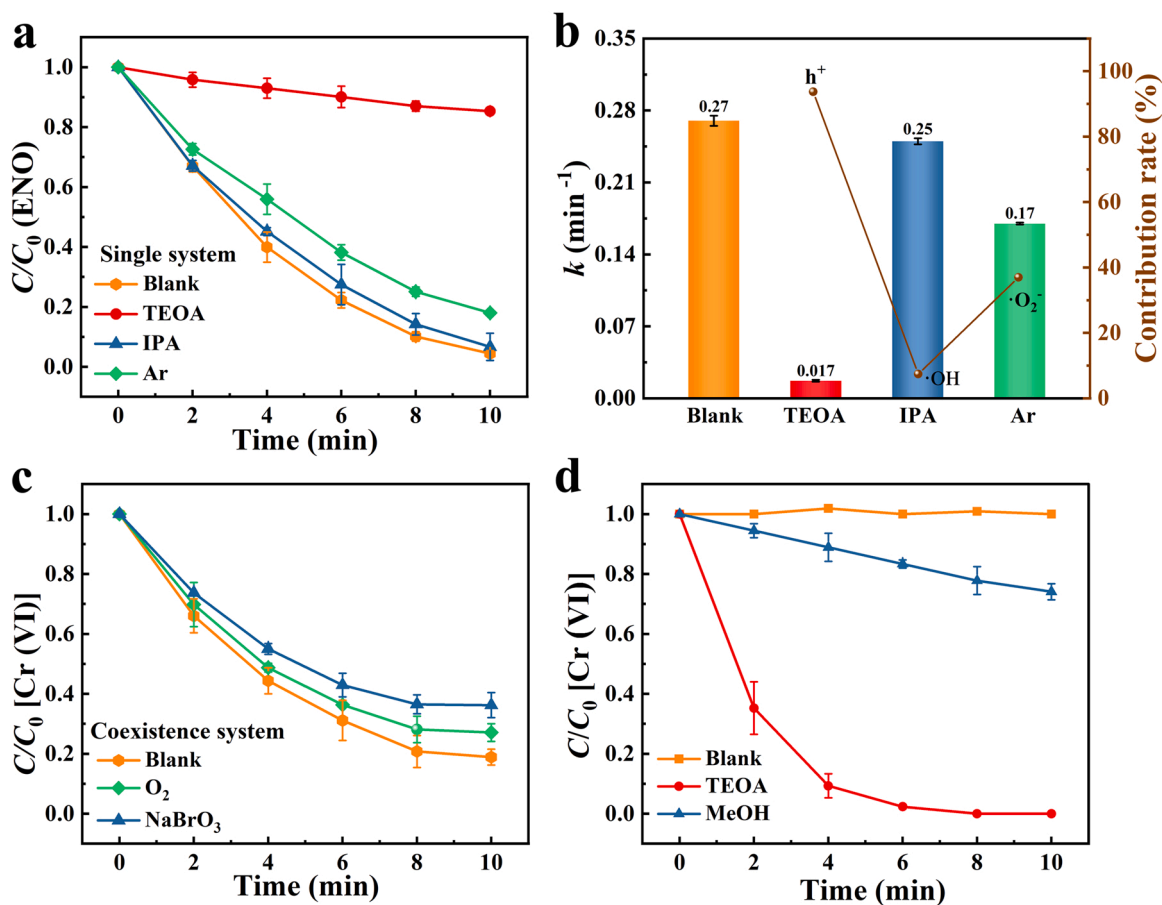 a
C/C0 (ENO)
1.0
0.8
0.6
0.4
0.2
0.0
Single system
Blank
TEOA
IPA
Ar
0 2 4 6 8 10
Time (min)
b
k (min -1)
0.35
0.28
0.21
0.14
0.07
0.00
0.27
0.017
0.25
0.17
h+
·OH
·O2-
Blank TEOA IPA Ar
100
80
60
40
20
0
Contribution rate (%)
c
C/C0 [Cr (VI)]
1.0
0.8
0.6
0.4
0.2
0.0
Coexistence system
Blank
O2
NaBrO3
0 2 4 6 8 10
Time (min)
d
C/C0 [Cr (VI)]
1.0
0.8
0.6
0.4
0.2
0.0
Blank
TEOA
MeOH
0 2 4 6 8 10
Time (min)